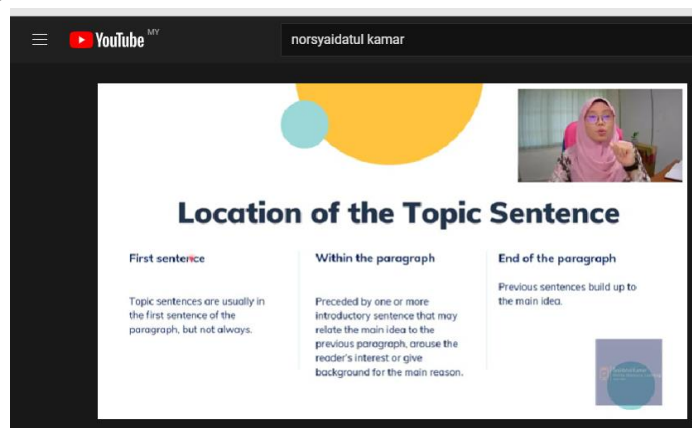 YouTube MY
norsyaidatul kamar
Location of the Topic Sentence
First sentence
Topic sentences are usually in
the first sentence of the
paragraph, but not always.
Within the paragraph
Preceded by one or more
introductory sentence that may
relate the main idea to the
previous paragraph, arouse the
reader's interest or give
background for the main reason.
End of the paragraph
Previous sentences build up to
the main idea.